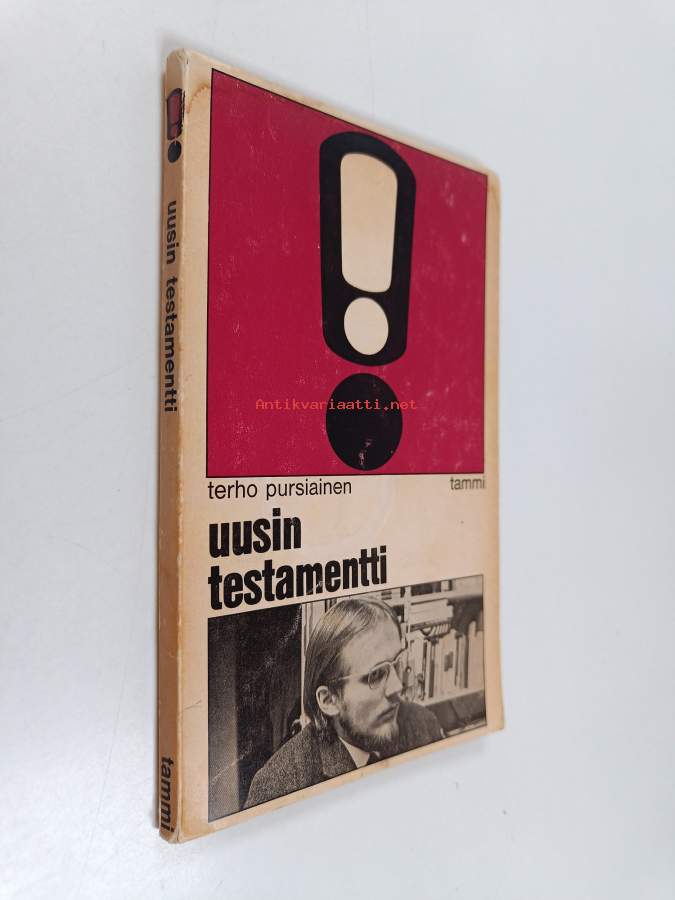 uusin testamentti
tammi
Antikvariaatti.net
terho pursiainen tammi
uusin
testamentti